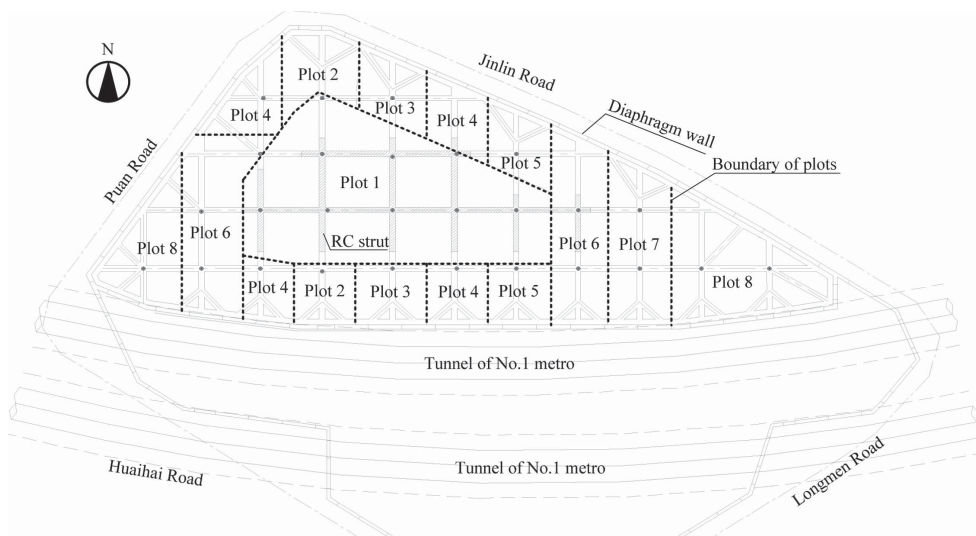 N
Jinlin Road
Plot 2
Plot 3
Plot 4
Plot 4
Diaphragm wall
Plot 5
Boundary of plots
Puan Road
Plot 1
Plot 6
RC strut
Plot 8
Plot 6
Plot 7
Plot 4
Plot 2
Plot 3
Plot 4
Plot 5
Plot 8
Tunnel of No.1 metro
Huaihai Road
Tunnel of No.1 metro
Longmen Road